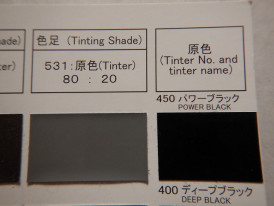 ade)
色足 (Tinting Shade)
原色
(Tinter No. and
tinter name)
ter)
531:原色(Tinter)
80 : 20
450 パワーブラック
POWER BLACK
400 ディープブラック
DEEP BLACK